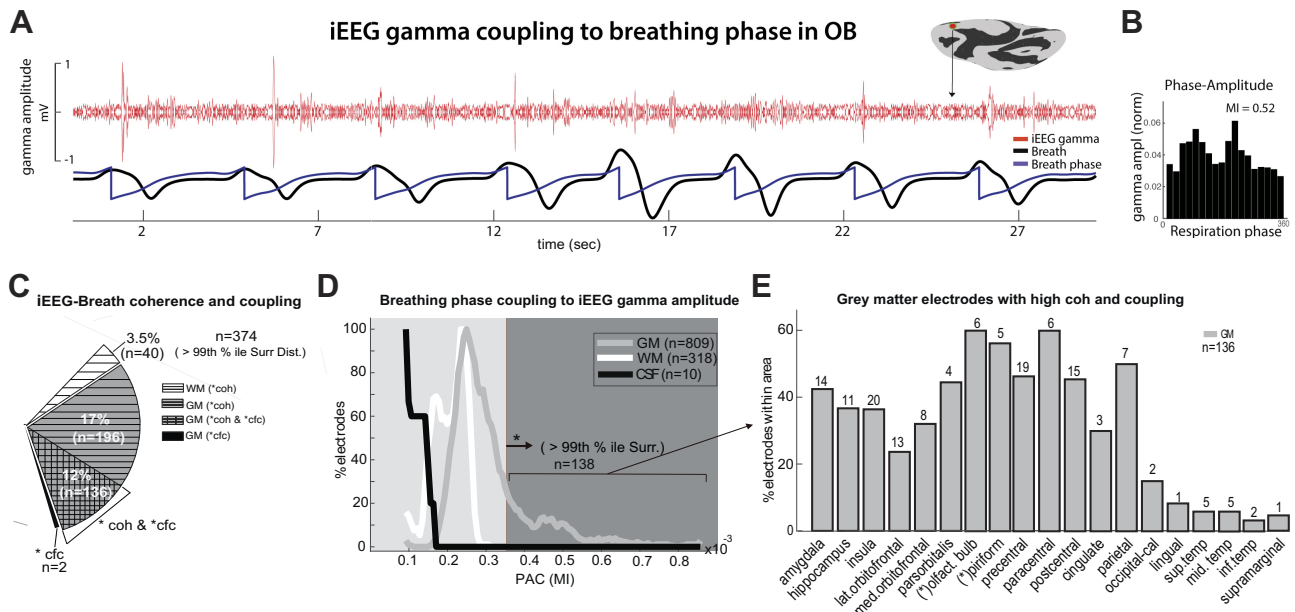 A
iEEG gamma coupling to breathing phase in OB
gamma amplitude
mV
1
0
-1
iEEG gamma
Breath
Breath phase
2
7
12
17
22
27
time (sec)
B
Phase-Amplitude
MI = 0.52
gamma ampl (norm)
0.06
0.04
0.02
0
0
360
Respiration phase
C
iEEG-Breath coherence and coupling
3.5%
(n=40)
n=374
( > 99th % ile Surr Dist.)
WM (*coh)
GM (*coh)
GM (*coh & *cfc)
GM (*cfc)
17%
(n=196)
12%
(n=136)
* coh & *cfc
* cfc
n=2
D
Breathing phase coupling to iEEG gamma amplitude
%electrodes
100
80
60
40
20
0
GM (n=809)
WM (n=318)
CSF (n=10)
*
( > 99th % ile Surr.)
n=138
0.1
0.2
0.3
0.4
0.5
0.6
0.7
0.8
x10⁻³
PAC (MI)
E
Grey matter electrodes with high coh and coupling
GM
n=136
%electrodes within area
60
40
20
0
14
11
20
13
8
4
6
5
19
6
15
3
7
2
1
5
5
2
1
amygdala
hippocampus
insula
lat.orbitofrontal
med.orbitofrontal
parsorbitalis
(*)olfact. bulb
(*)piriform
precentral
paracentral
postcentral
cingulate
parietal
occipital-cal
lingual
sup.temp
mid. temp
inf.temp
supramarginal